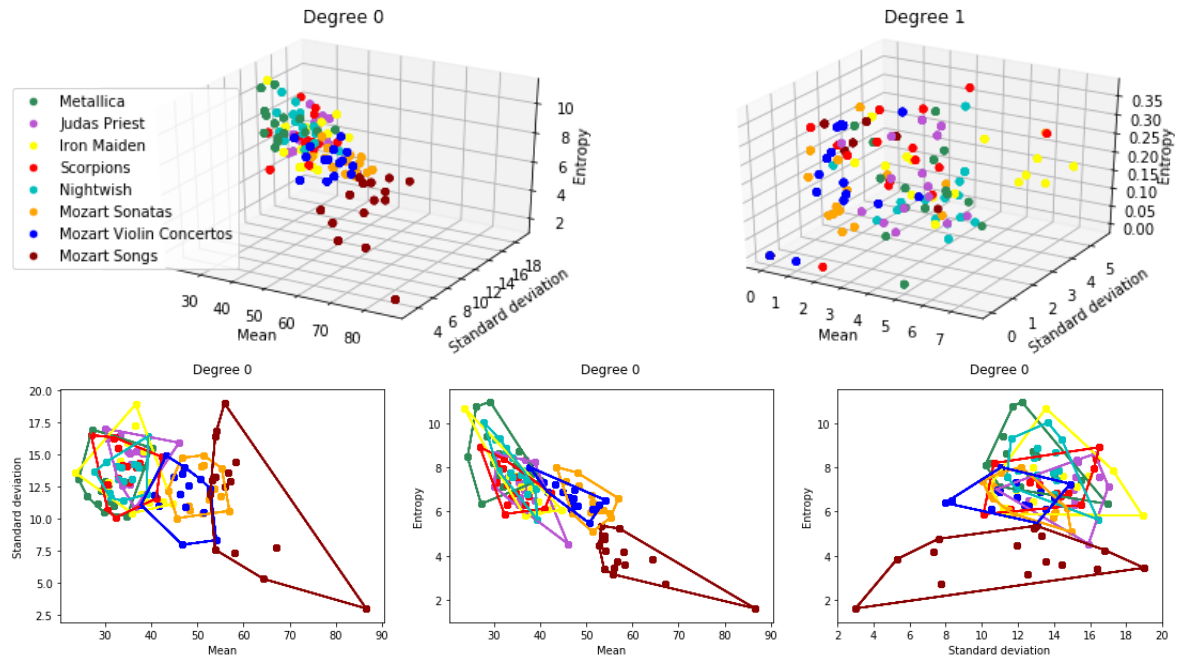 Degree 0
Degree 1
Metallica
Judas Priest
Iron Maiden
Scorpions
Nightwish
Mozart Sonatas
Mozart Violin Concertos
Mozart Songs
10
8
6
4
2
Entropy
30 40 50 60 70 80
Mean
4 6 8 10 12 14 16 18
Standard deviation
0.35
0.30
0.25
0.20
0.15
0.10
0.05
0.00
Entropy
0 1 2 3 4 5 6 7
Mean
0 1 2 3 4 5
Standard deviation
Degree 0
20.0
17.5
15.0
12.5
10.0
7.5
5.0
2.5
Standard deviation
30 40 50 60 70 80 90
Mean
Degree 0
10
8
6
4
2
Entropy
30 40 50 60 70 80 90
Mean
Degree 0
10
8
6
4
2
Entropy
2 4 6 8 10 12 14 16 18 20
Standard deviation